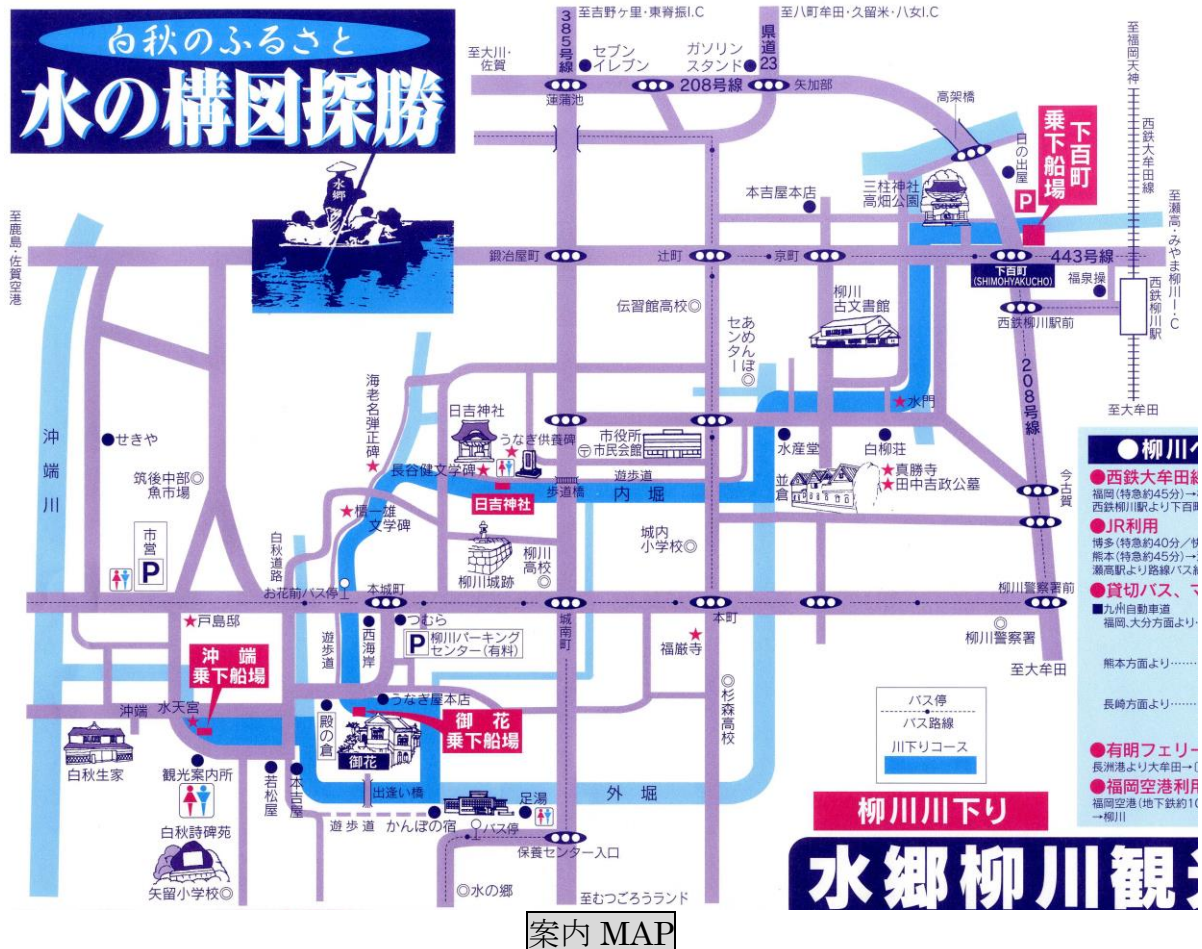 白秋のふるさと
水の構図探勝
水郷
至吉野ヶ里・東脊振I.C
至八町牟田・久留米・八女I.C
385号線
県道23
至大川・
佐賀
セブン
イレブン
ガソリン
スタンド
208号線
矢加部
蓮蒲池
高架橋
至福岡天神
西鉄大牟田線
日の出屋
P
下百町
乗下船場
三柱神社
高畑公園
本吉屋本店
至瀬高・みやま柳川I・C
至鹿島・佐賀空港
鍛冶屋町
辻町
京町
下百町
(SHIMOHYAKUCHO)
443号線
福泉操
西鉄柳川駅前
西鉄柳川駅
208号線
至大牟田
伝習館高校
柳川
古文書館
あめんぼ
センター
水門
海老名弾正碑
日吉神社
うなぎ供養碑
長谷健文学碑
日吉神社
市役所
〒市民会館
遊歩道
歩道橋
内堀
水産堂
白柳荘
並倉
真勝寺
田中吉政公墓
今古賀
沖端川
せきや
筑後中部
魚市場
檀一雄
文学碑
白秋道路
柳川城跡
柳川高校
城内
小学校
市営
P
お花前バス停
本城町
城南町
本町
柳川警察署前
柳川警察署
至大牟田
戸島邸
つむら
西海岸
遊歩道
P
柳川パーキング
センター(有料)
福厳寺
杉森高校
沖端
乗下船場
沖端
水天宮
うなぎ屋本店
御花
乗下船場
殿の倉
御花
白秋生家
観光案内所
若松屋
本吉屋
出逢い橋
外堀
足湯
遊歩道
かんぽの宿
バス停
保養センター入口
白秋詩碑苑
矢留小学校
水の郷
至むつごろうランド
バス停
バス路線
川下りコース
柳川川下り
●柳川へ
●西鉄大牟田線
福岡(特急約45分)→
西鉄柳川駅より下百町
●JR利用
博多(特急約40分/快
熊本(特急約45分)→
瀬高駅より路線バス
●貸切バス、マ
■九州自動車道
福岡、大分方面より…
熊本方面より……
長崎方面より……
●有明フェリー
長洲港より大牟田→
●福岡空港利用
福岡空港(地下鉄約10
→柳川
水郷柳川観
案内 MAP